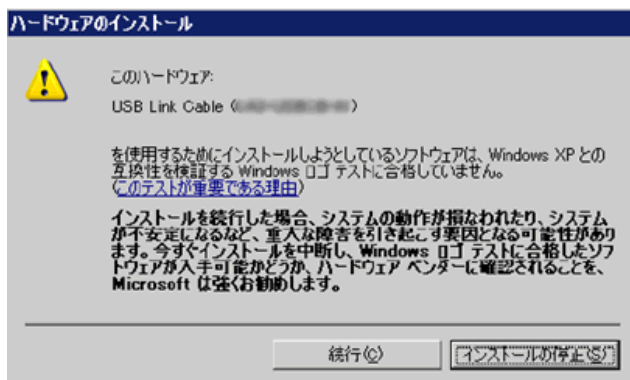 ハードウェアのインストール
このハードウェア:
USB Link Cable ( )
を使用するためにインストールしようとしているソフトウェアは、Windows XP との
互換性を検証する Windows ロゴ テストに合格していません。
(このテストが重要である理由)
インストールを続行した場合、システムの動作が損なわれたり、システム
が不安定になるなど、重大な障害を引き起こす要因となる可能性があり
ます。今すぐインストールを中断し、Windows ロゴ テストに合格したソフ
トウェアが入手可能かどうか、ハードウェア ベンダーに確認されることを、
Microsoft は強くお勧めします。
続行(C)
インストールの停止(S)